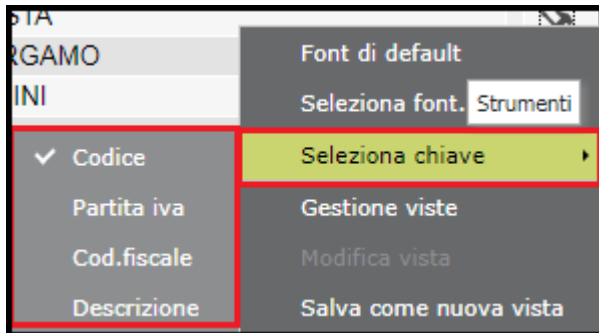 RGAMO
INI
Font di default
Seleziona font.
Strumenti
Seleziona chiave
Gestione viste
Modifica vista
Salva come nuova vista
Codice
Partita iva
Cod.fiscale
Descrizione